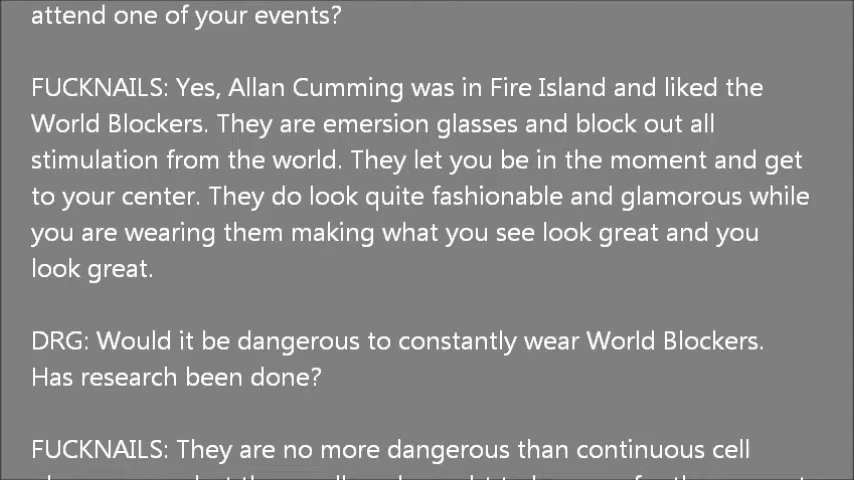 attend one of your events?
FUCKNAILS: Yes, Allan Cumming was in Fire Island and liked the
World Blockers. They are emersion glasses and block out all
stimulation from the world. They let you be in the moment and get
to your center. They do look quite fashionable and glamorous while
you are wearing them making what you see look great and you
look great.
DRG: Would it be dangerous to constantly wear World Blockers.
Has research been done?
FUCKNAILS: They are no more dangerous than continuous cell